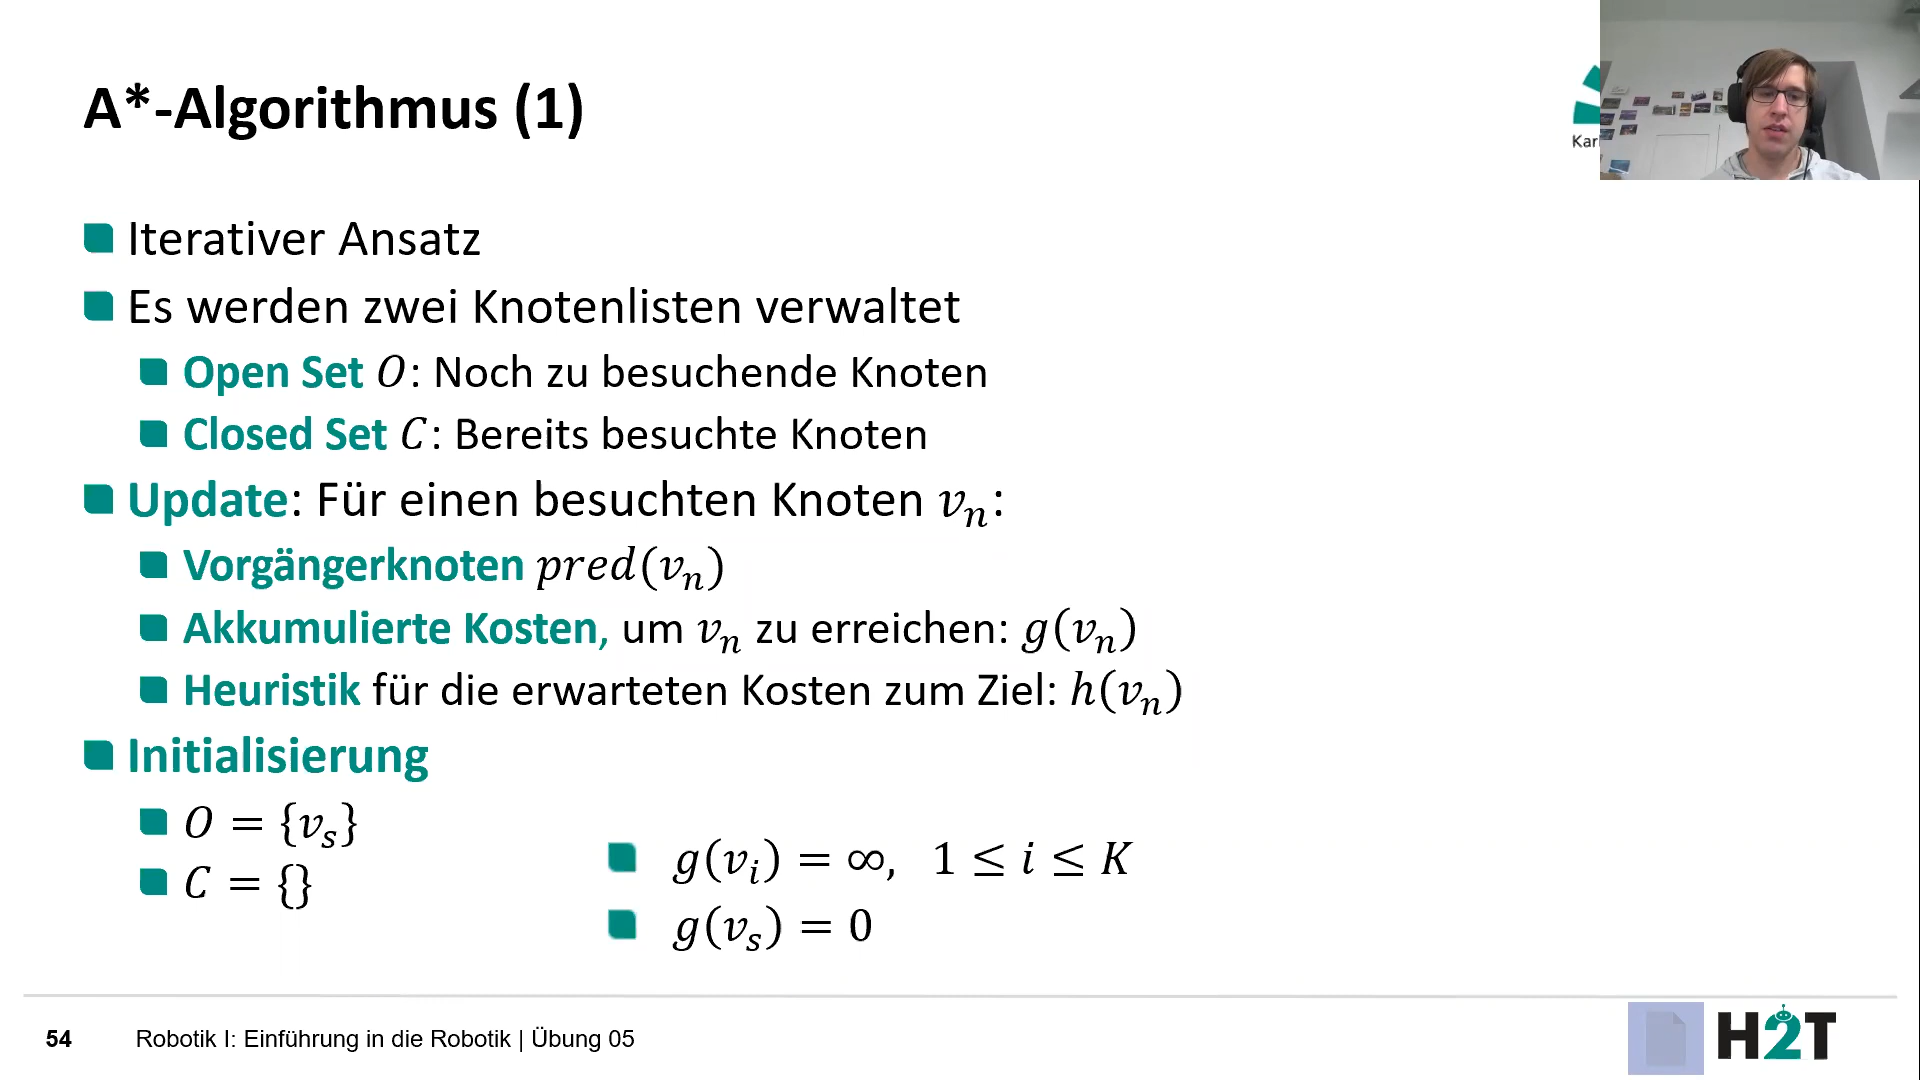 A*-Algorithmus (1)
Iterativer Ansatz
Es werden zwei Knotenlisten verwaltet
Open Set O: Noch zu besuchende Knoten
Closed Set C: Bereits besuchte Knoten
Update: Für einen besuchten Knoten vₙ:
Vorgängerknoten pred(vₙ)
Akkumulierte Kosten, um vₙ zu erreichen: g(vₙ)
Heuristik für die erwarteten Kosten zum Ziel: h(vₙ)
Initialisierung
O = {vₛ}
C = {}
g(vᵢ) = ∞, 1 ≤ i ≤ K
g(vₛ) = 0
54 Robotik I: Einführung in die Robotik | Übung 05
H2T